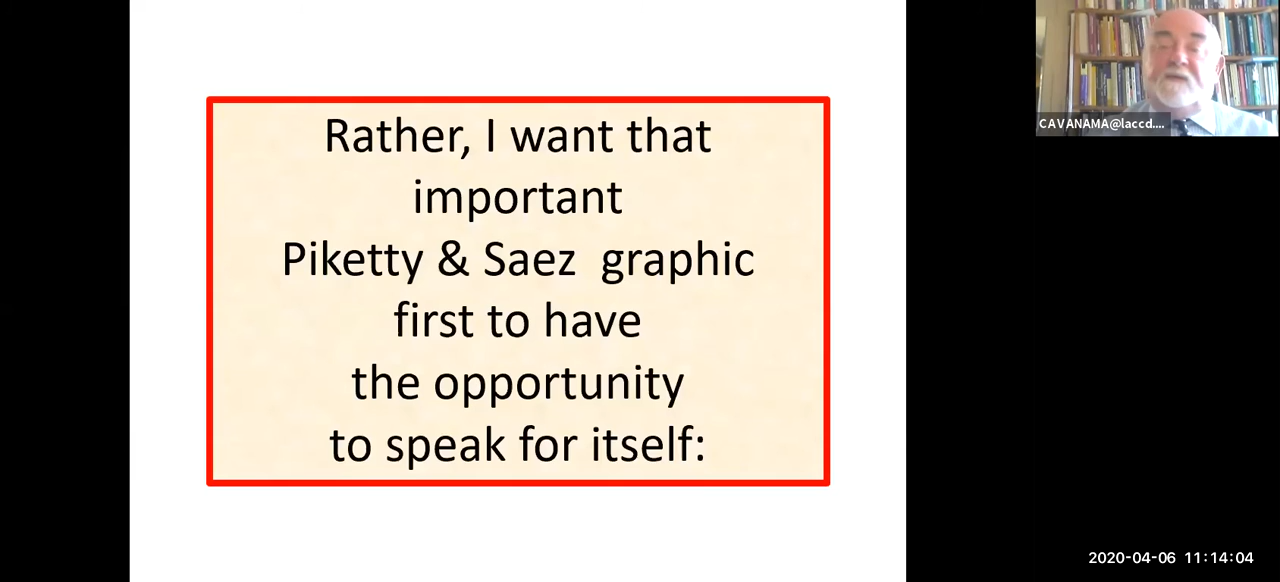 Rather, I want that
important
Piketty & Saez  graphic
first to have
the opportunity
to speak for itself:
CAVANAMA@laccd....
2020-04-06 11:14:04